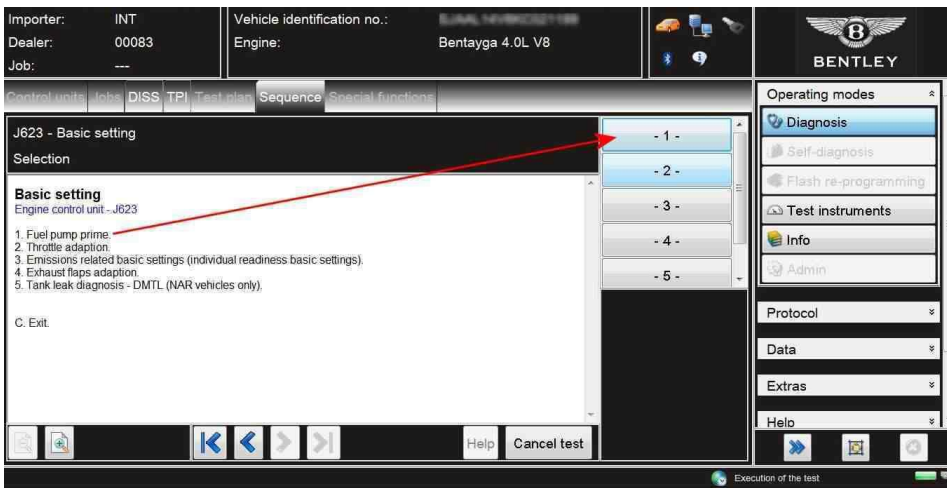 Importer: INT
Dealer: 00083
Job: ---
Vehicle identification no.:
Engine: Bentayga 4.0L V8
B
BENTLEY
Control units Jobs DISS TPI Test plan Sequence Special functions
J623 - Basic setting
Selection
Basic setting
Engine control unit - J623
1. Fuel pump prime.
2. Throttle adaption.
3. Emissions related basic settings (individual readiness basic settings).
4. Exhaust flaps adaption.
5. Tank leak diagnosis - DMTL (NAR vehicles only).
C. Exit.
- 1 -
- 2 -
- 3 -
- 4 -
- 5 -
Operating modes
Diagnosis
Self-diagnosis
Flash re-programming
Test instruments
Info
Admin
Protocol
Data
Extras
Help
Help
Cancel test
Execution of the test